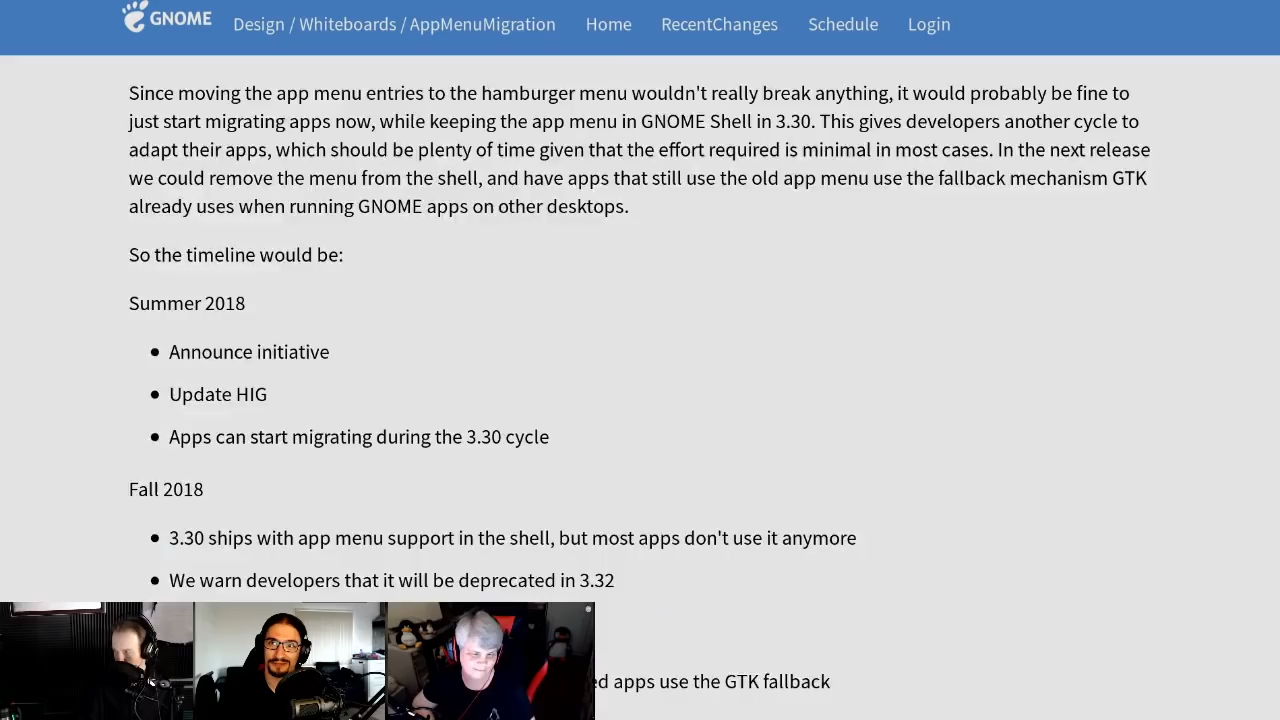 GNOME Design / Whiteboards / AppMenuMigration Home RecentChanges Schedule Login
Since moving the app menu entries to the hamburger menu wouldn't really break anything, it would probably be fine to
just start migrating apps now, while keeping the app menu in GNOME Shell in 3.30. This gives developers another cycle to
adapt their apps, which should be plenty of time given that the effort required is minimal in most cases. In the next release
we could remove the menu from the shell, and have apps that still use the old app menu use the fallback mechanism GTK
already uses when running GNOME apps on other desktops.
So the timeline would be:
Summer 2018
• Announce initiative
• Update HIG
• Apps can start migrating during the 3.30 cycle
Fall 2018
• 3.30 ships with app menu support in the shell, but most apps don't use it anymore
• We warn developers that it will be deprecated in 3.32
ed apps use the GTK fallback